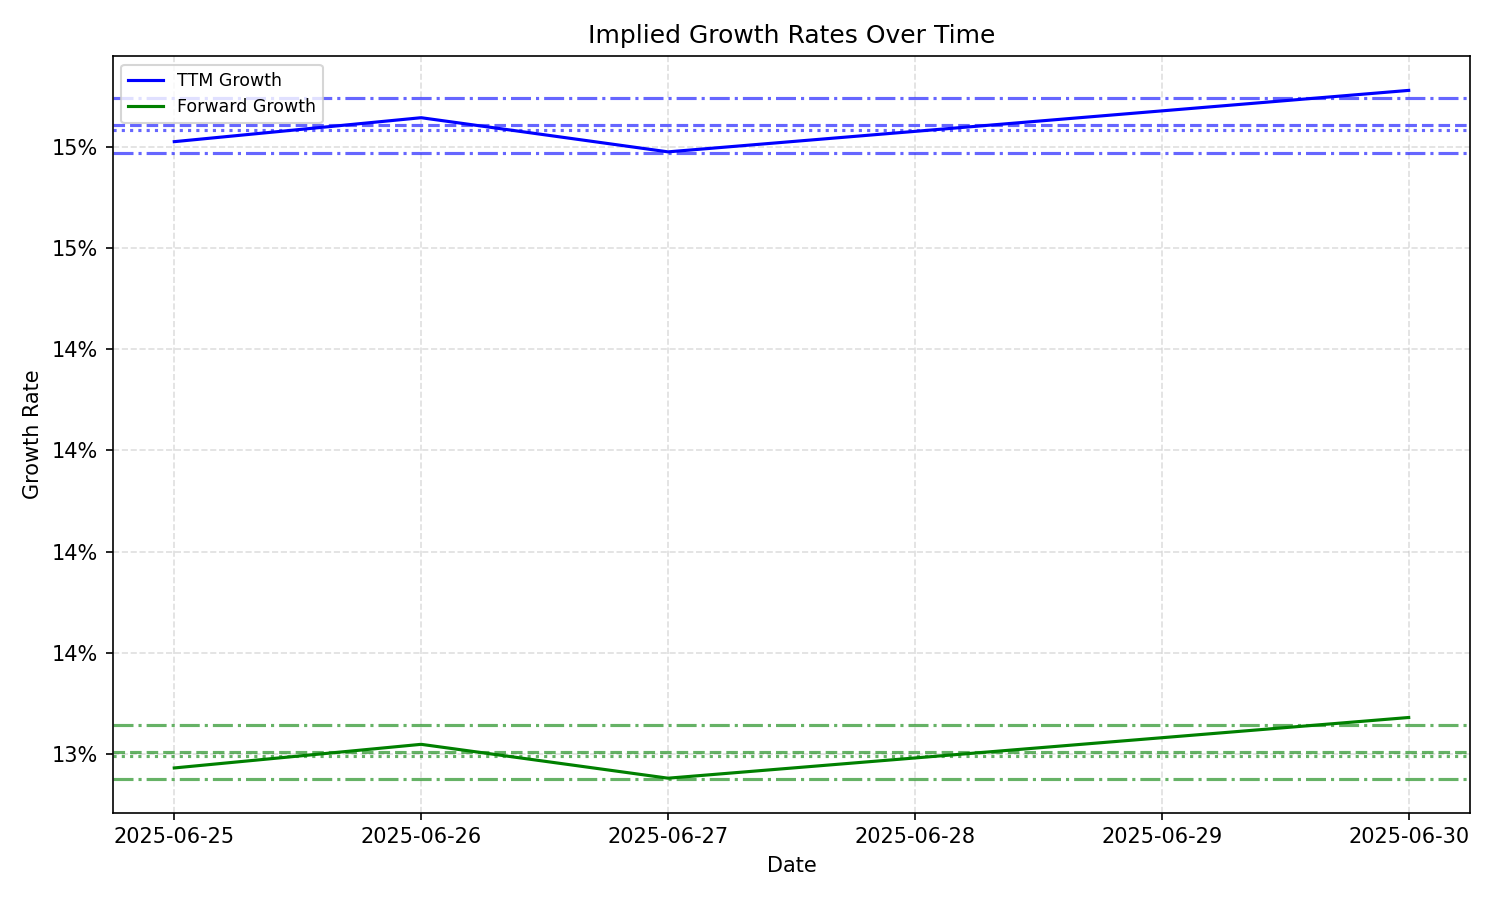 Implied Growth Rates Over Time
TTM Growth
Forward Growth
15%
15%
14%
14%
14%
14%
13%
Growth Rate
2025-06-25
2025-06-26
2025-06-27
2025-06-28
2025-06-29
2025-06-30
Date